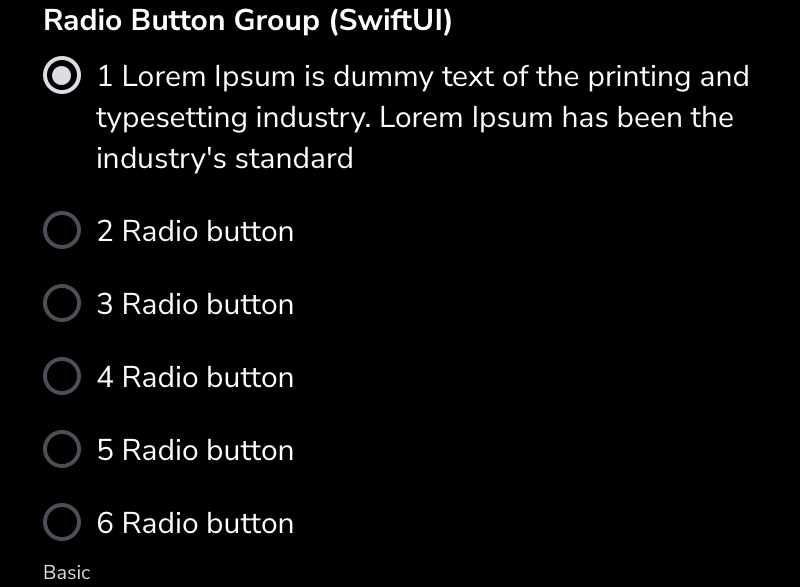 Radio Button Group (SwiftUI)
1 Lorem Ipsum is dummy text of the printing and
typesetting industry. Lorem Ipsum has been the
industry's standard
2 Radio button
3 Radio button
4 Radio button
5 Radio button
6 Radio button
Basic